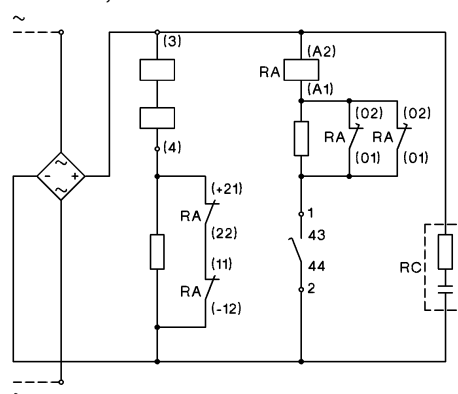 ~
(3)
(A2)
RA
(A1)
(4)
(02) (02)
RA RA
(01) (01)
~
- +
~
(+21)
RA
(22)
(11)
RA
(-12)
1
43
44
2
RC